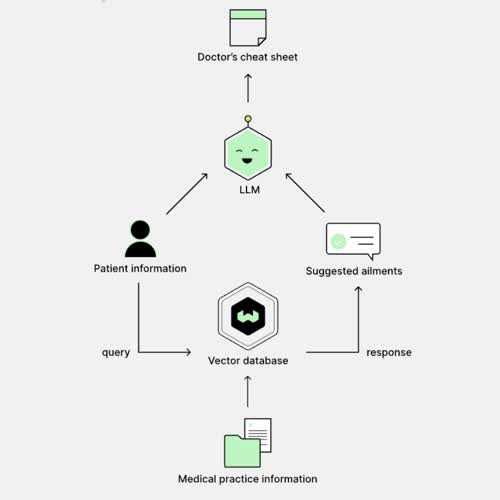 Doctor's cheat sheet
LLM
Patient information
Suggested ailments
query
Vector database
response
Medical practice information